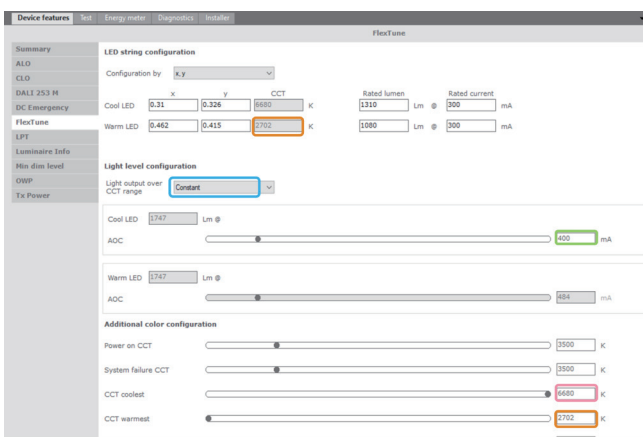 Device features Test Energy meter Diagnostics Installer
FlexTune
Summary
ALO
CLO
DALI 253 M
DC Emergency
FlexTune
LPT
Luminaire Info
Min dim level
OWP
Tx Power
LED string configuration
Configuration by x,y
x y CCT Rated lumen Rated current
Cool LED 0.31 0.326 6680 K 1310 Lm @ 300 mA
Warm LED 0.462 0.415 2702 K 1080 Lm @ 300 mA
Light level configuration
Light output over
CCT range
Constant
Cool LED 1747 Lm @
AOC 400 mA
Warm LED 1747 Lm @
AOC 484 mA
Additional color configuration
Power on CCT 3500 K
System failure CCT 3500 K
CCT coolest 6680 K
CCT warmest 2702 K